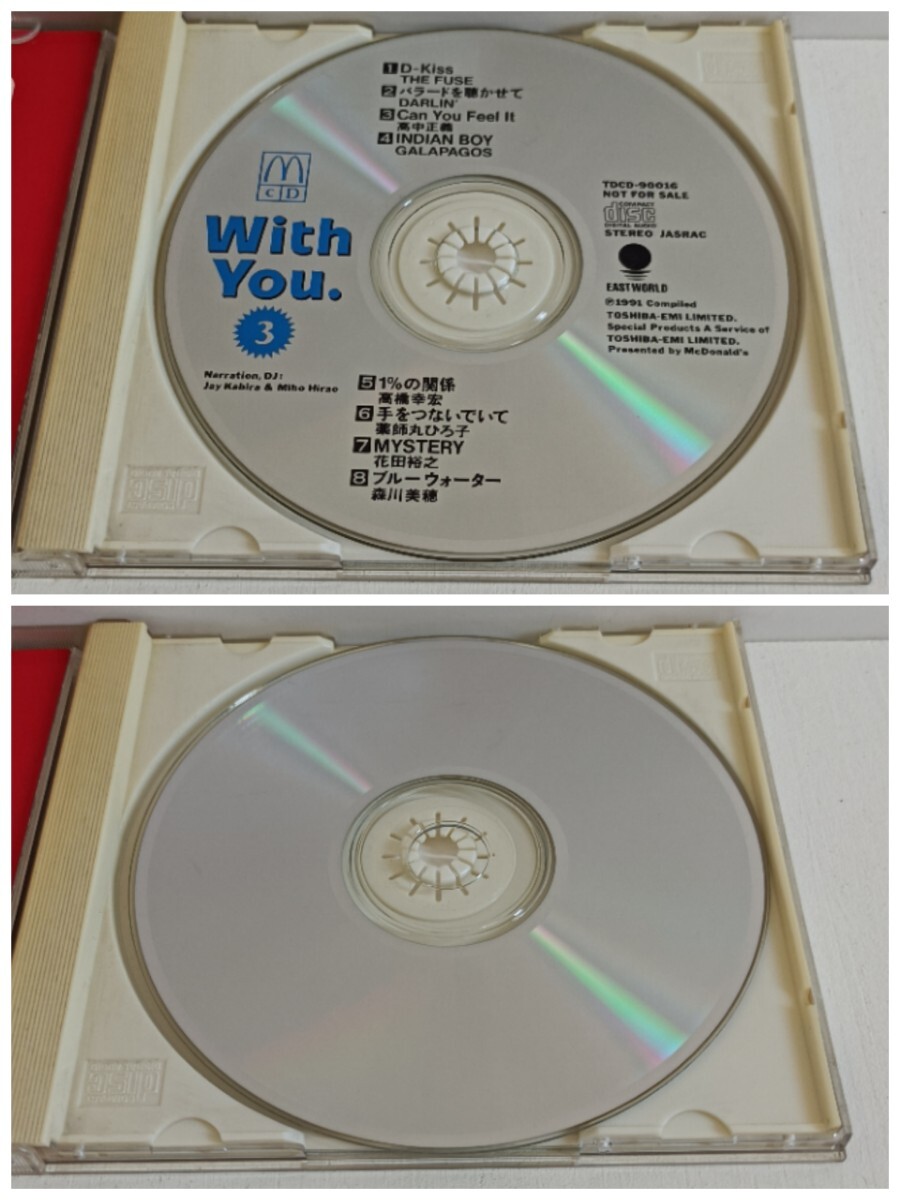 1 D-Kiss
THE FUSE
2 バラードを聴かせて
DARLIN'
3 Can You Feel It
高中正義
4 INDIAN BOY
GALAPAGOS
M
CD
With
You.
3
Narration, DJ:
Jay Kabira & Miho Hirao
TDCD-90016
NOT FOR SALE
COMPACT
disc
DIGITAL AUDIO
STEREO JASRAC
EASTWORLD
℗1991 Compiled
TOSHIBA-EMI LIMITED.
Special Products A Service of
TOSHIBA-EMI LIMITED.
Presented by McDonald's
5 1%の関係
高橋幸宏
6 手をつないでいて
薬師丸ひろ子
7 MYSTERY
花田裕之
8 ブルーウォーター
森川美穂
disc
disc